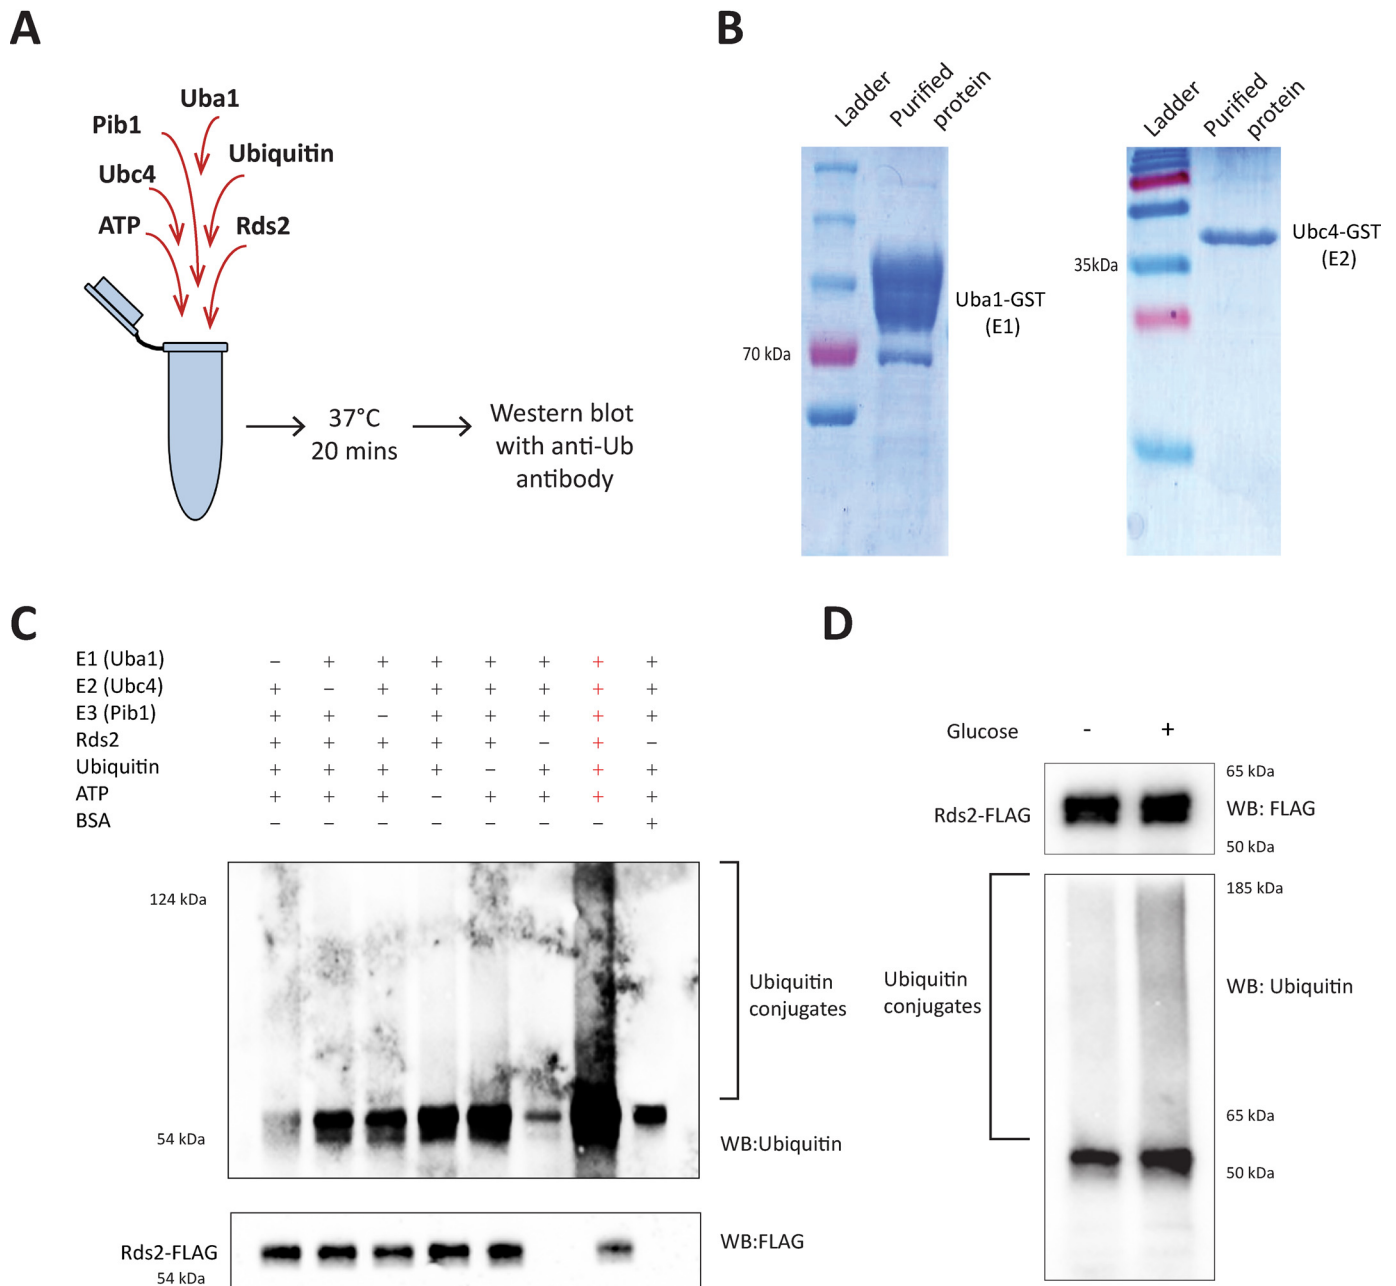 A
Uba1
Pib1
Ubiquitin
Ubc4
ATP
Rds2
37°C
20 mins
Western blot
with anti-Ub
antibody
B
Ladder
Purified
protein
70 kDa
Uba1-GST
(E1)
Ladder
Purified
protein
35kDa
Ubc4-GST
(E2)
C
E1 (Uba1) – + + + + + + +
E2 (Ubc4) + – + + + + + +
E3 (Pib1) + + – + + + + +
Rds2 + + + + + – + –
Ubiquitin + + + + – + + +
ATP + + + – + + + +
BSA – – – – – – – +
124 kDa
54 kDa
Ubiquitin
conjugates
WB:Ubiquitin
Rds2-FLAG
54 kDa
WB:FLAG
D
Glucose - +
Rds2-FLAG
65 kDa
WB: FLAG
50 kDa
Ubiquitin
conjugates
185 kDa
WB: Ubiquitin
65 kDa
50 kDa